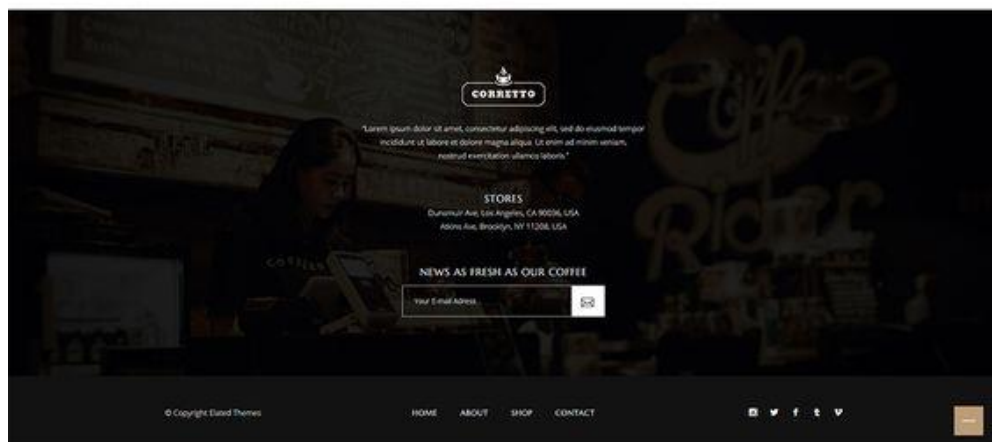 CORRETTO
"Lorem ipsum dolor sit amet, consectetur adipiscing elit, sed do eiusmod tempor
incididunt ut labore et dolore magna aliqua. Ut enim ad minim veniam,
nostrud exercitation ullamco laboris."
STORES
Dunsmuir Ave, Los Angeles, CA 90036, USA
Atkins Ave, Brooklyn, NY 11208, USA
NEWS AS FRESH AS OUR COFFEE
Your E-mail Adress
© Copyright Elated Themes
HOME ABOUT SHOP CONTACT